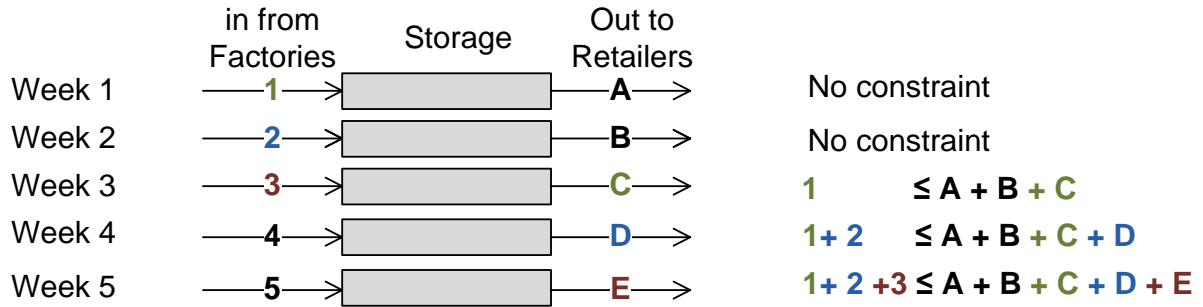 in from Factories Storage Out to Retailers
Week 1 1 A No constraint
Week 2 2 B No constraint
Week 3 3 C 1 ≤ A + B + C
Week 4 4 D 1+ 2 ≤ A + B + C + D
Week 5 5 E 1+ 2 +3 ≤ A + B + C + D + E